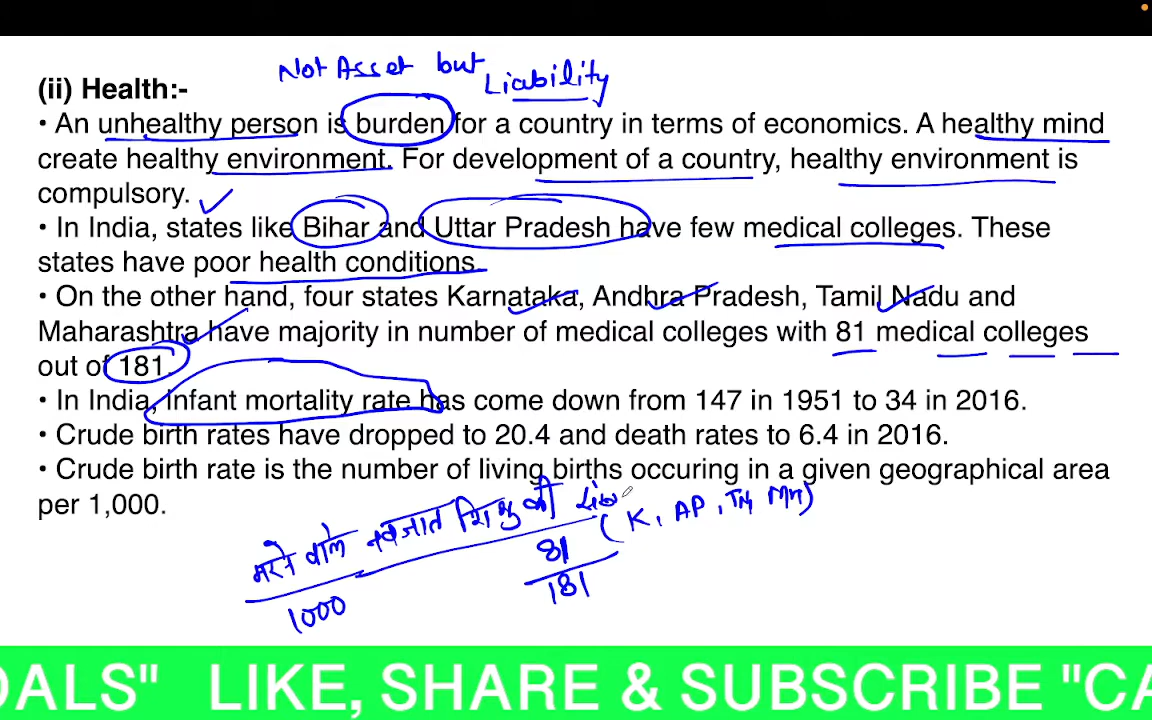 Not Asset but Liability
(ii) Health:-
• An unhealthy person is burden for a country in terms of economics. A healthy mind
create healthy environment. For development of a country, healthy environment is
compulsory.
• In India, states like Bihar and Uttar Pradesh have few medical colleges. These
states have poor health conditions.
• On the other hand, four states Karnataka, Andhra Pradesh, Tamil Nadu and
Maharashtra have majority in number of medical colleges with 81 medical colleges
out of 181.
• In India, Infant mortality rate has come down from 147 in 1951 to 34 in 2016.
• Crude birth rates have dropped to 20.4 and death rates to 6.4 in 2016.
• Crude birth rate is the number of living births occuring in a given geographical area
per 1,000.
मरने वाले नवजात शिशु की
1000
81 (K, AP, TN, MH)
181
OALS" LIKE, SHARE & SUBSCRIBE "CA